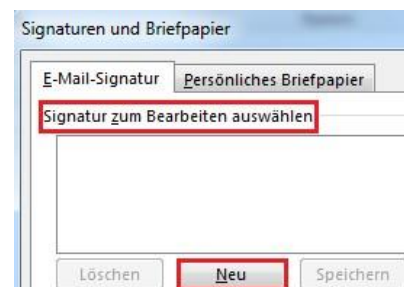 Signaturen und Briefpapier
E-Mail-Signatur Persönliches Briefpapier
Signatur zum Bearbeiten auswählen
Löschen Neu Speichern